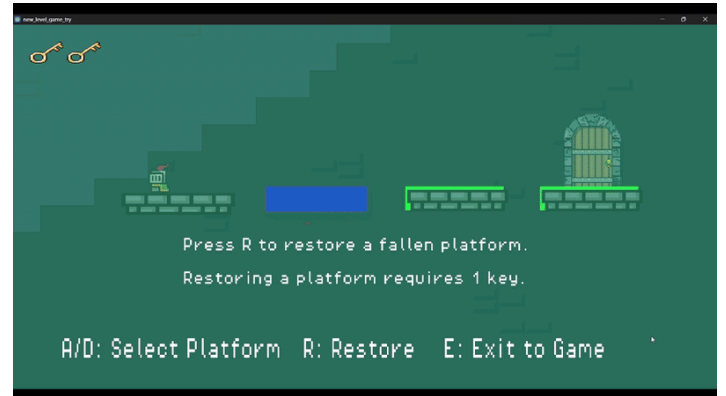 new_level_game_try
Press R to restore a fallen platform.
Restoring a platform requires 1 key.
A/D: Select Platform R: Restore E: Exit to Game